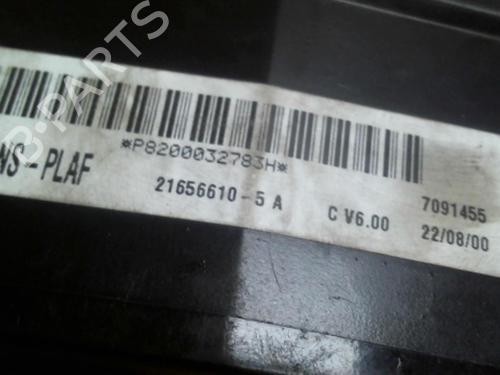 B-PARTS
*P8200032783H*
NS-PLAF
21656610-5 A
C V6.00
7091455
22/08/00